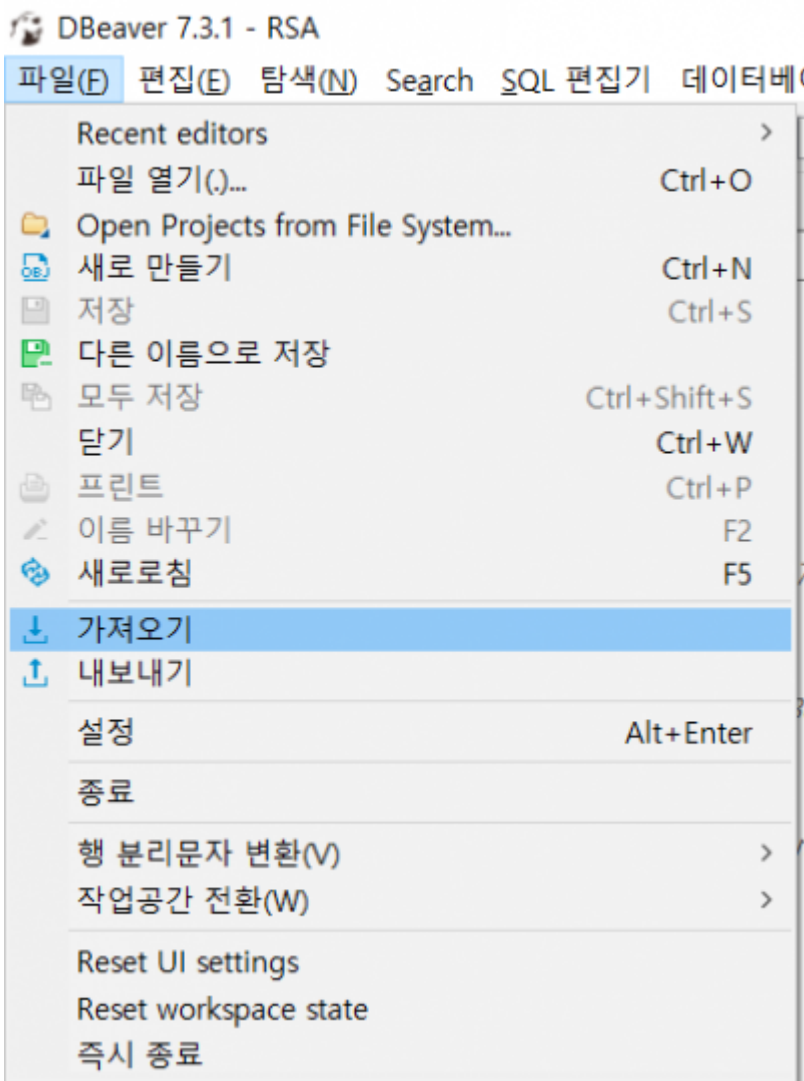 DBeaver 7.3.1 - RSA
파일(F) 편집(E) 탐색(N) Search SQL 편집기
Recent editors
파일 열기(.)... Ctrl+O
Open Projects from File System...
새로 만들기 Ctrl+N
저장 Ctrl+S
다른 이름으로 저장
모두 저장 Ctrl+Shift+S
닫기 Ctrl+W
프린트 Ctrl+P
이름 바꾸기 F2
새로로침 F5
가져오기
내보내기
설정 Alt+Enter
종료
행 분리문자 변환(V)
작업공간 전환(W)
Reset UI settings
Reset workspace state
즉시 종료